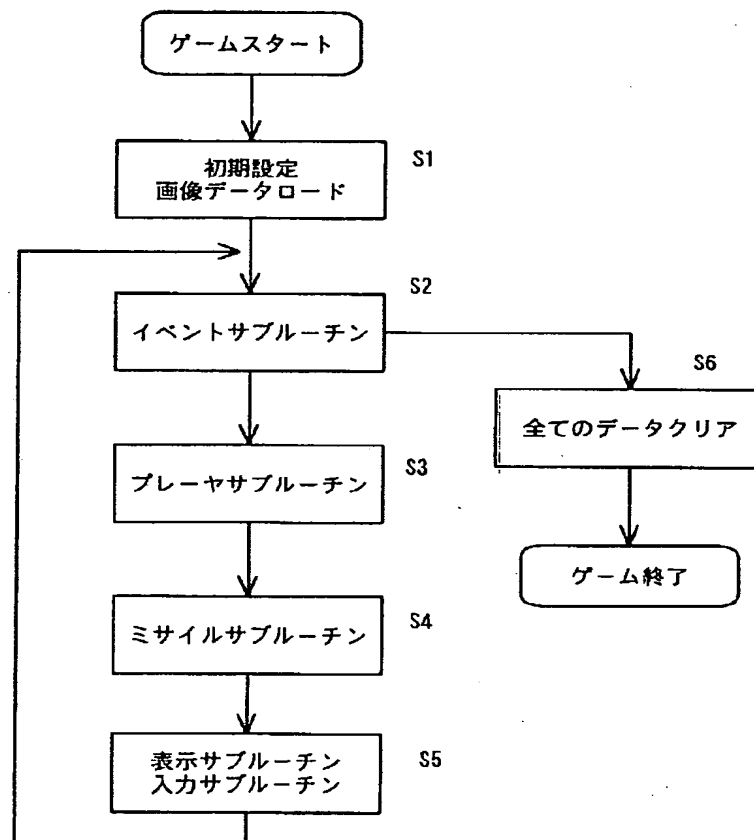 ゲームスタート
初期設定
画像データロード
S1
S2
イベントサブルーチン
S6
全てのデータクリア
プレーヤサブルーチン
S3
ゲーム終了
ミサイルサブルーチン
S4
表示サブルーチン
入力サブルーチン
S5